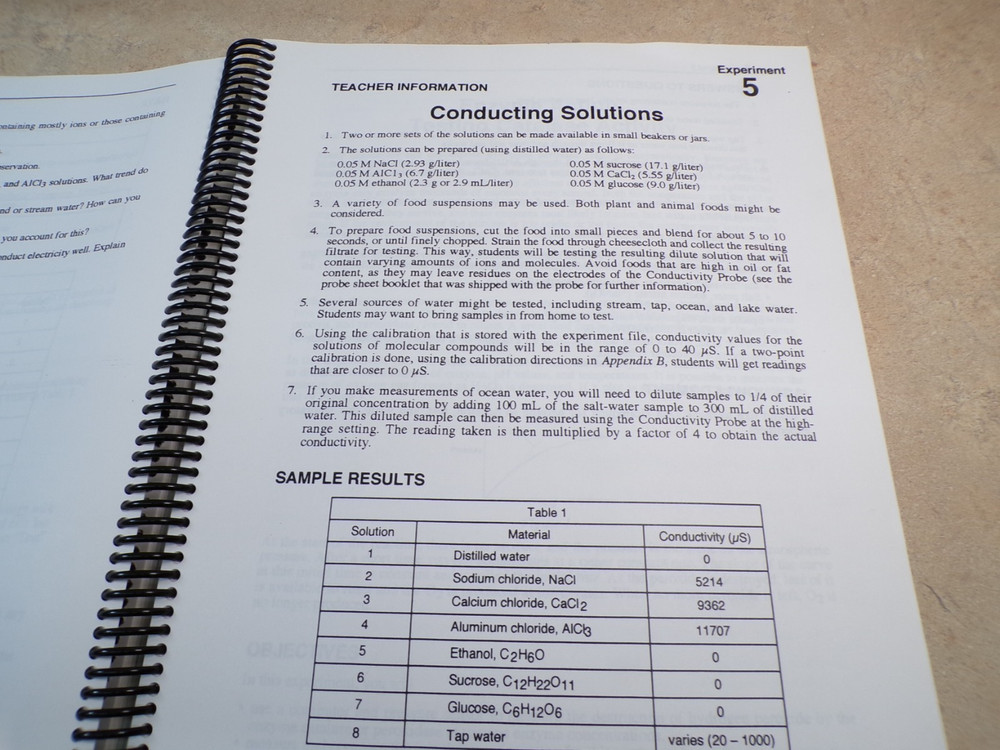 ontaining mostly ions or those containing
servation.
and AlCl3 solutions. What trend do
nd or stream water? How can you
you account for this?
nduct electricity well. Explain
Experiment
5
TEACHER INFORMATION
Conducting Solutions
1. Two or more sets of the solutions can be made available in small beakers or jars.
2. The solutions can be prepared (using distilled water) as follows:
0.05 M NaCl (2.93 g/liter) 0.05 M sucrose (17.1 g/liter)
0.05 M AlCl3 (6.7 g/liter) 0.05 M CaCl2 (5.55 g/liter)
0.05 M ethanol (2.3 g or 2.9 mL/liter) 0.05 M glucose (9.0 g/liter)
3. A variety of food suspensions may be used. Both plant and animal foods might be
considered.
4. To prepare food suspensions, cut the food into small pieces and blend for about 5 to 10
seconds, or until finely chopped. Strain the food through cheesecloth and collect the resulting
filtrate for testing. This way, students will be testing the resulting dilute solution that will
contain varying amounts of ions and molecules. Avoid foods that are high in oil or fat
content, as they may leave residues on the electrodes of the Conductivity Probe (see the
probe sheet booklet that was shipped with the probe for further information).
5. Several sources of water might be tested, including stream, tap, ocean, and lake water.
Students may want to bring samples in from home to test.
6. Using the calibration that is stored with the experiment file, conductivity values for the
solutions of molecular compounds will be in the range of 0 to 40 µS. If a two-point
calibration is done, using the calibration directions in Appendix B, students will get readings
that are closer to 0 µS.
7. If you make measurements of ocean water, you will need to dilute samples to 1/4 of their
original concentration by adding 100 mL of the salt-water sample to 300 mL of distilled
water. This diluted sample can then be measured using the Conductivity Probe at the high-
range setting. The reading taken is then multiplied by a factor of 4 to obtain the actual
conductivity.
SAMPLE RESULTS
Table 1
Solution Material Conductivity (µS)
1 Distilled water 0
2 Sodium chloride, NaCl 5214
3 Calcium chloride, CaCl2 9362
4 Aluminum chloride, AlCl3 11707
5 Ethanol, C2H6O 0
6 Sucrose, C12H22O11 0
7 Glucose, C6H12O6 0
8 Tap water varies (20 – 1000)